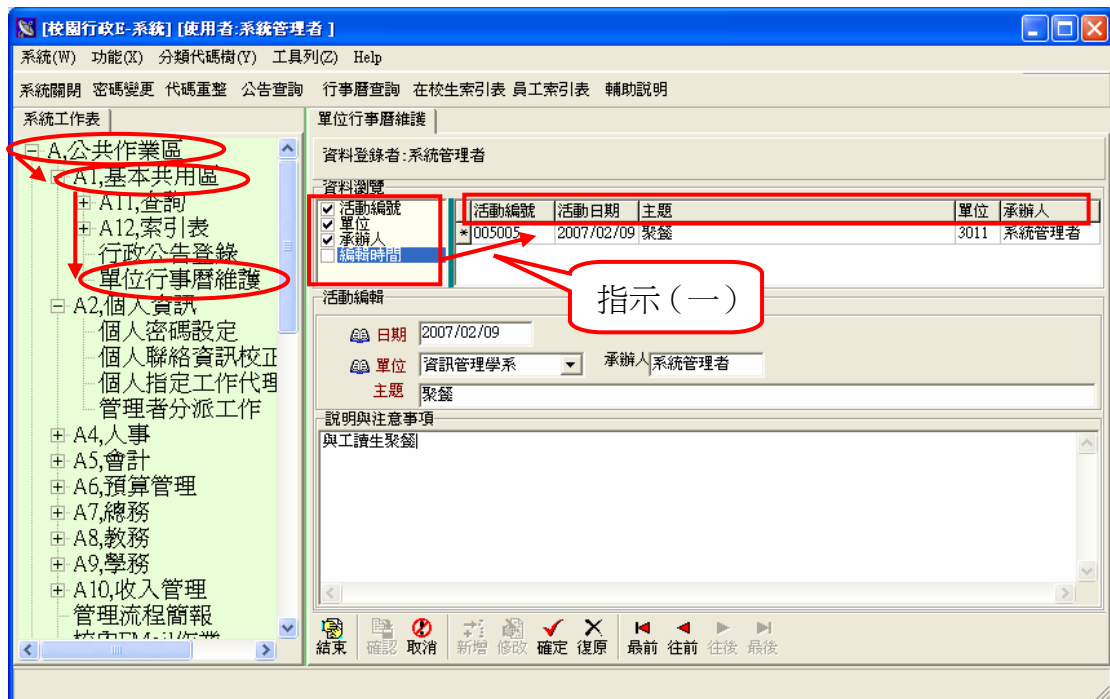 [校園行政E-系統] [使用者:系統管理者 ]
系統(W) 功能(X) 分類代碼樹(Y) 工具列(Z) Help
系統關閉 密碼變更 代碼重整 公告查詢 行事曆查詢 在校生索引表 員工索引表 輔助說明
系統工作表
A,公共作業區
A1,基本共用區
A11,查詢
A12,索引表
行政公告登錄
單位行事曆維護
A2,個人資訊
個人密碼設定
個人聯絡資訊校正
個人指定工作代理
管理者分派工作
A4,人事
A5,會計
A6,預算管理
A7,總務
A8,教務
A9,學務
A10,收入管理
管理流程簡報
單位行事曆維護
資料登錄者:系統管理者
資料瀏覽
活動編號
單位
承辦人
編輯時間
活動編號 活動日期 主題 單位 承辦人
*005005 2007/02/09 聚餐 3011 系統管理者
指示(一)
活動編輯
日期 2007/02/09
單位 資訊管理學系 承辦人 系統管理者
主題 聚餐
說明與注意事項
與工讀生聚餐
結束 確認 取消 新增 修改 確定 復原 最前 往前 往後 最後